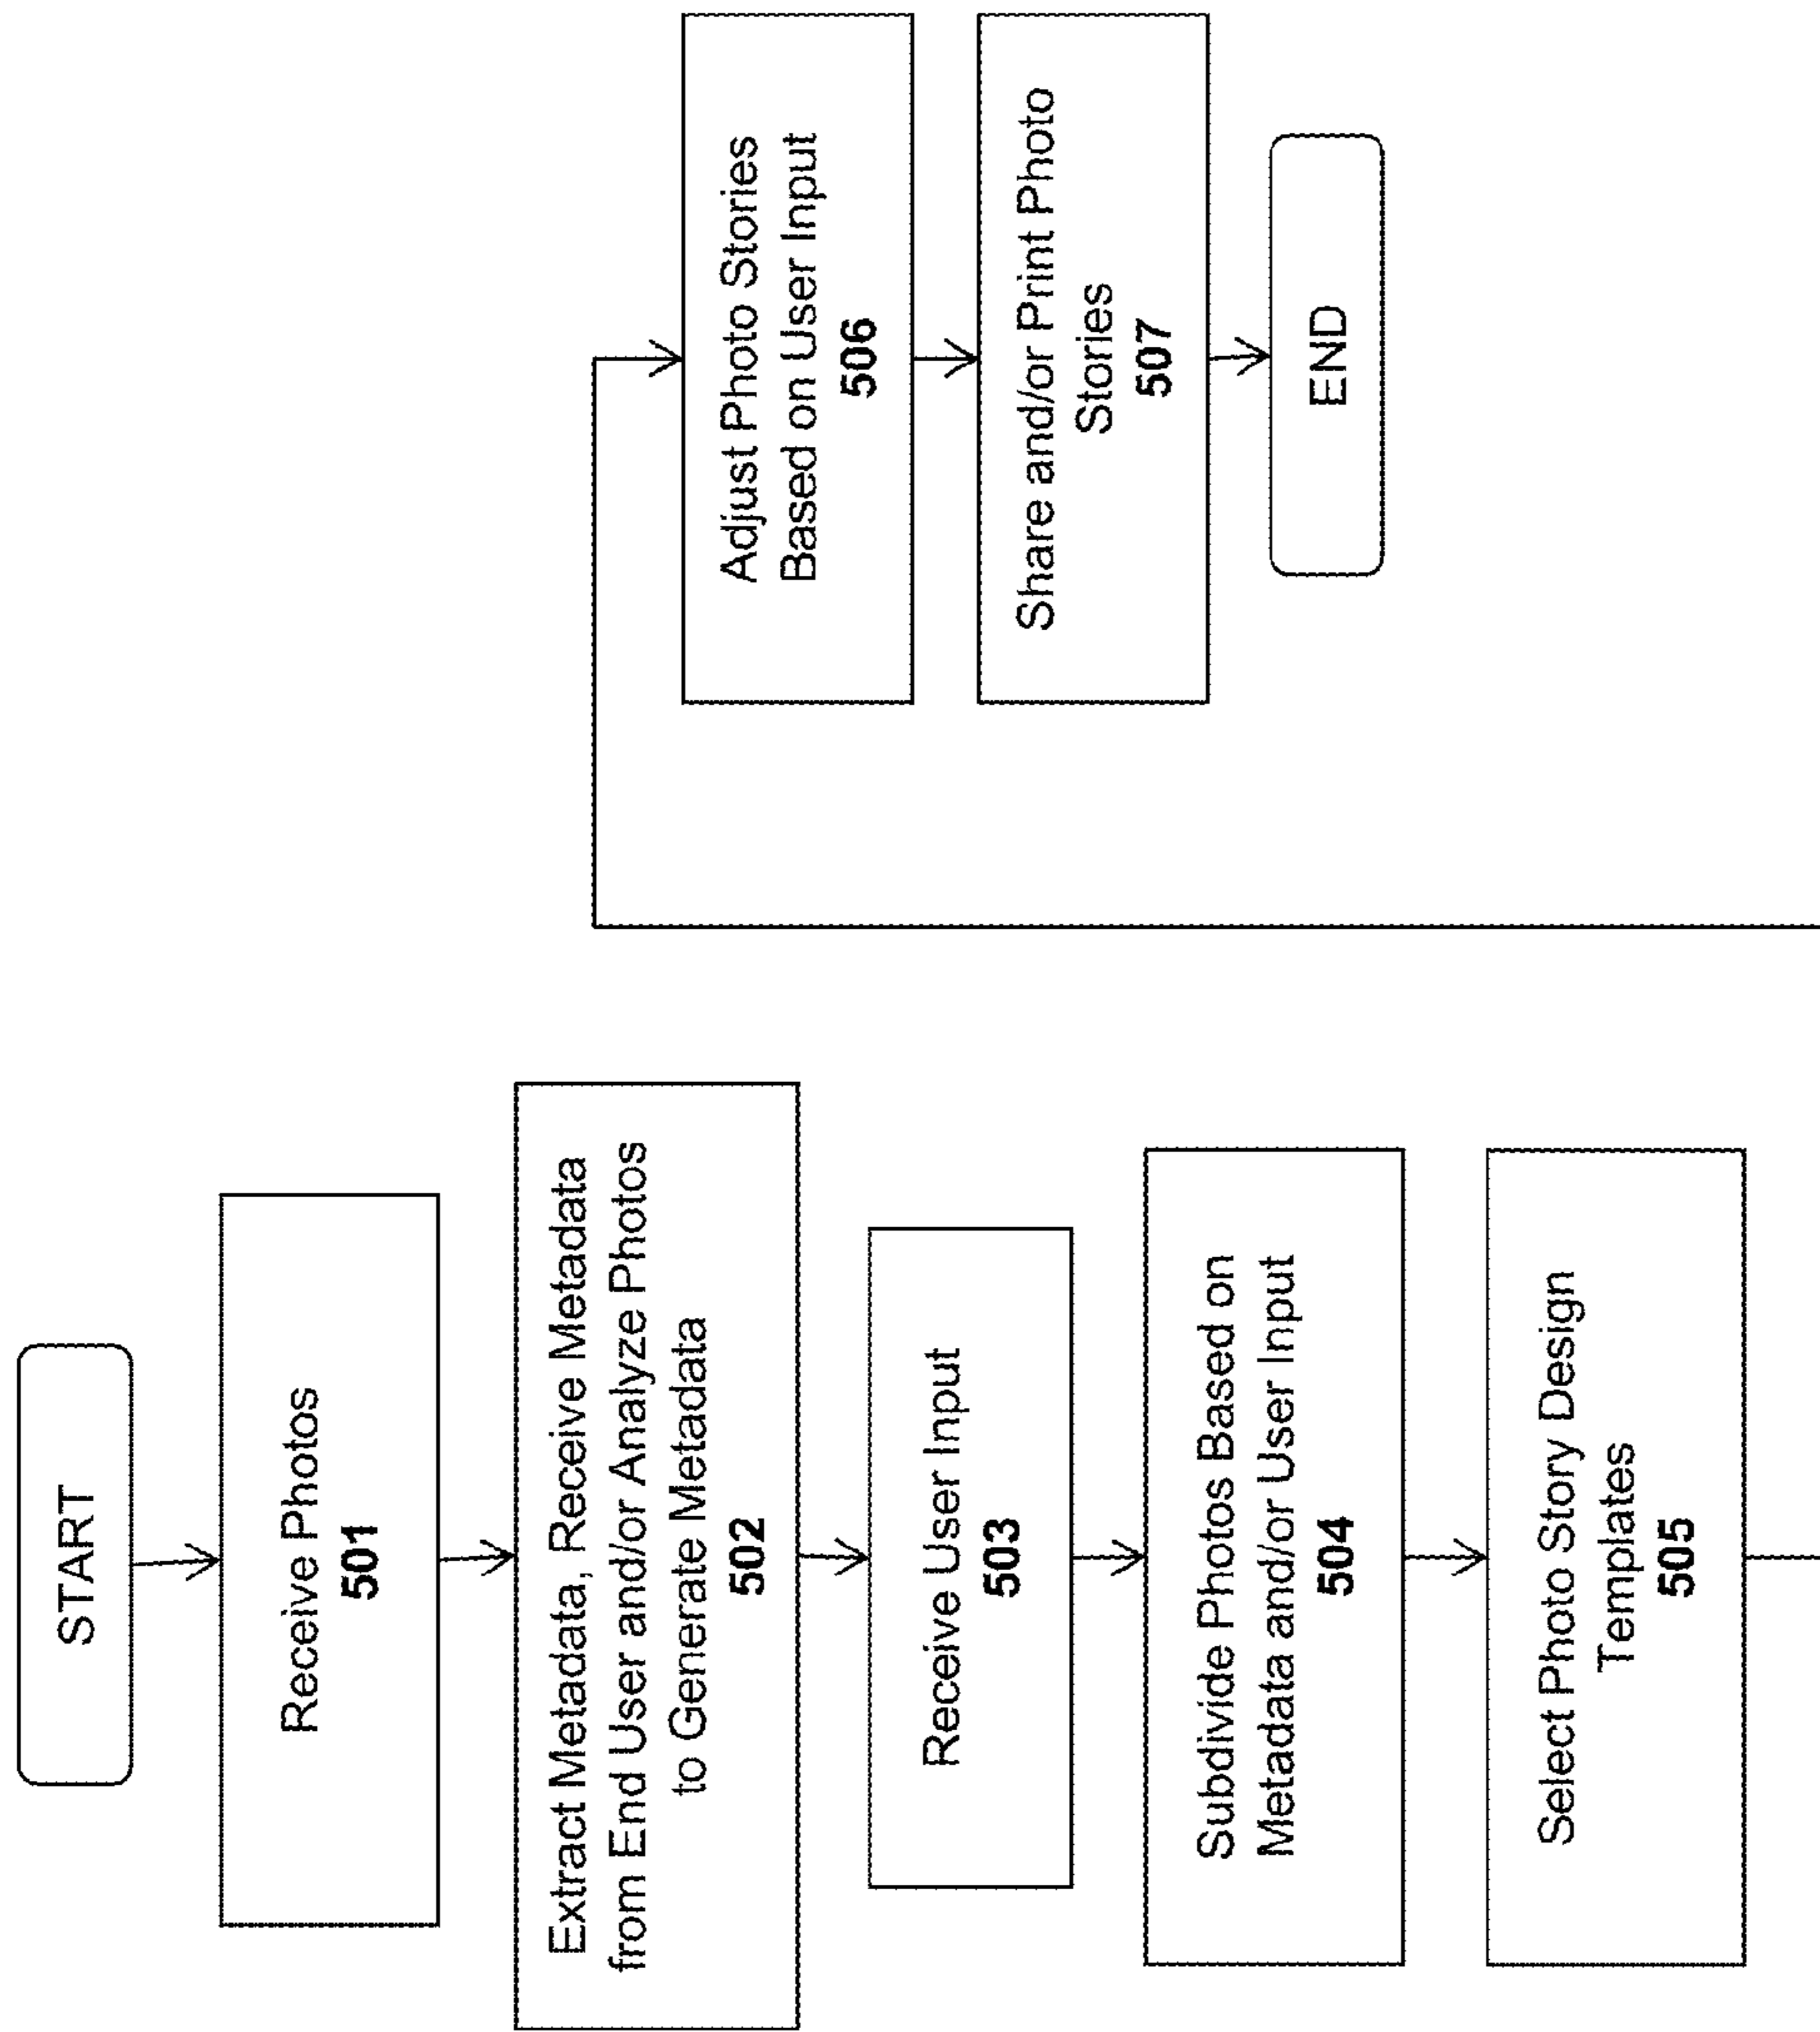 START
Receive Photos
501
Extract Metadata, Receive Metadata
from End User and/or Analyze Photos
to Generate Metadata
502
Receive User Input
503
Subdivide Photos Based on
Metadata and/or User Input
504
Select Photo Story Design
Templates
505
Adjust Photo Stories
Based on User Input
506
Share and/or Print Photo
Stories
507
END